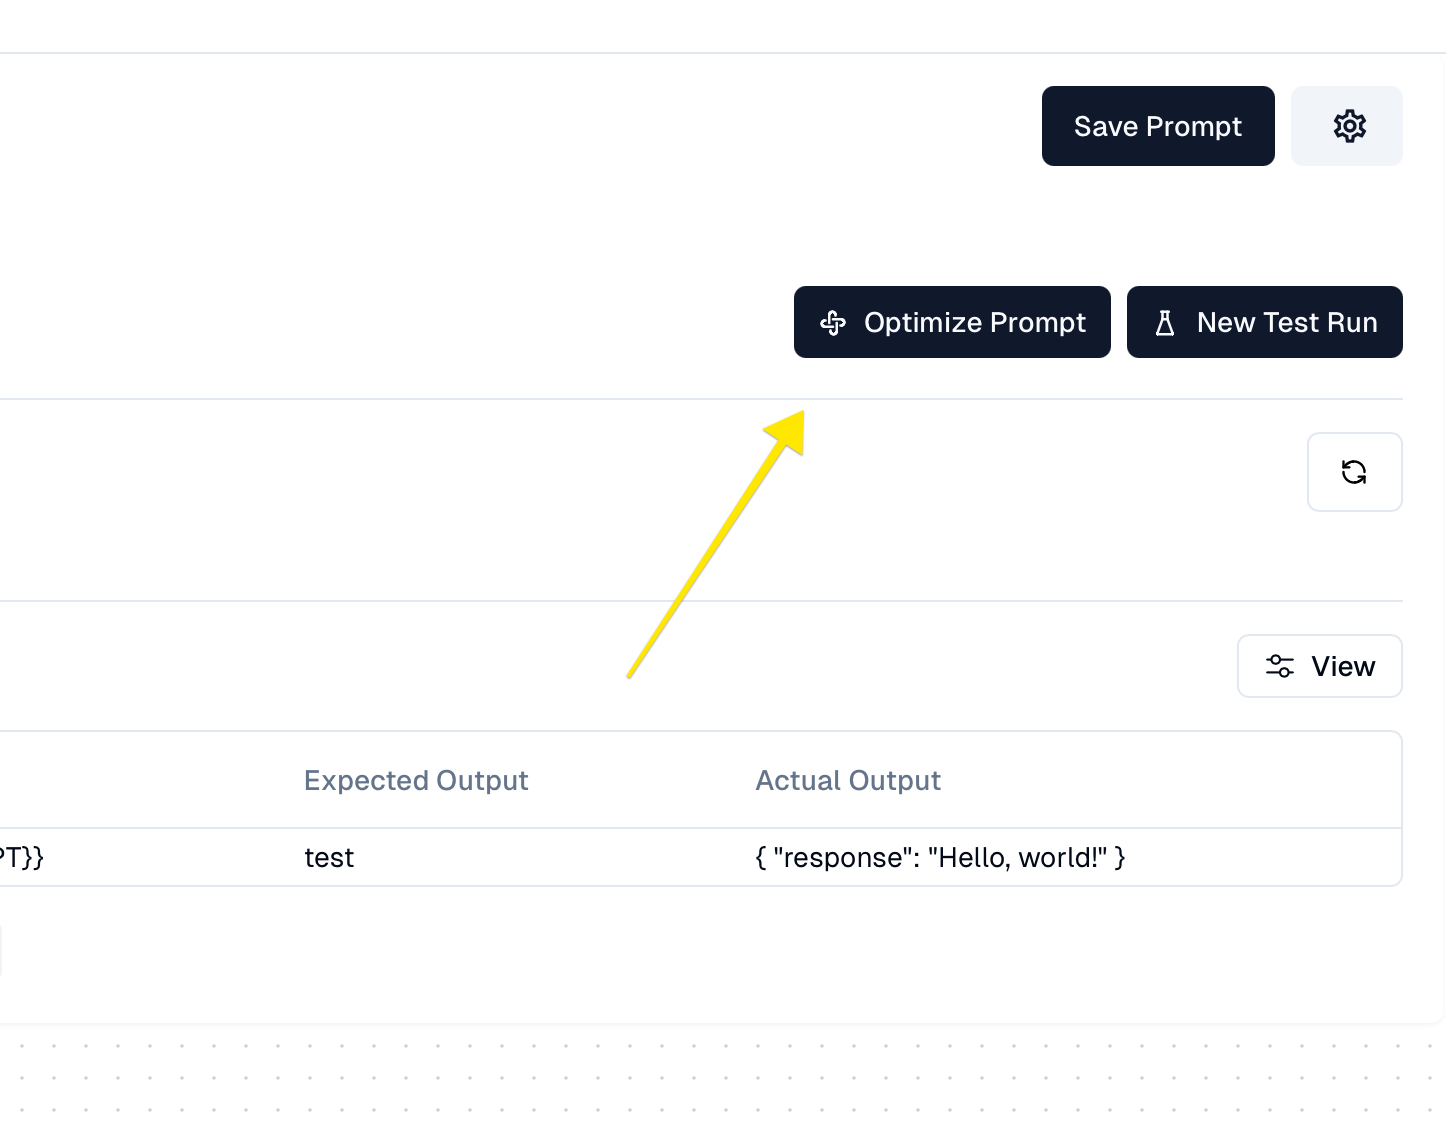 Save Prompt
Optimize Prompt
New Test Run
View
Expected Output
Actual Output
PT}}
test
{ "response": "Hello, world!" }